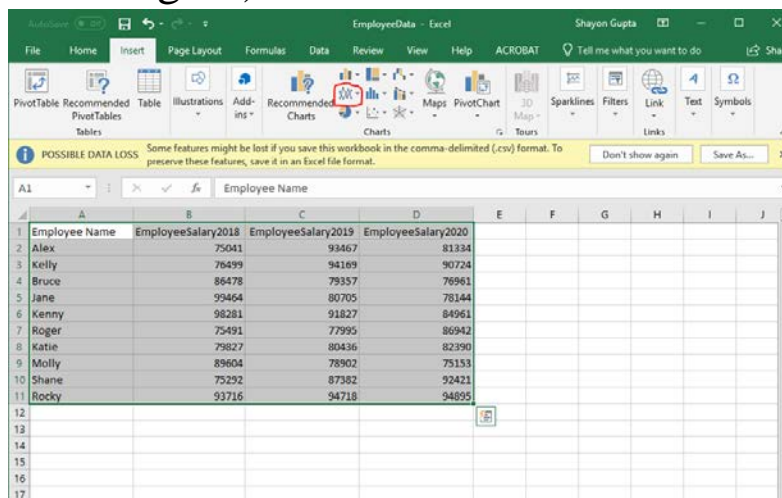 AutoSave Off EmployeeData - Excel Shayon Gupta
File Home Insert Page Layout Formulas Data Review View Help ACROBAT Tell me what you want to do Sha
PivotTable Recommended PivotTables Table Illustrations Add-ins Recommended Charts Maps PivotChart 3D Map Sparklines Filters Link Text Symbols
Tables Charts Tours Links
POSSIBLE DATA LOSS Some features might be lost if you save this workbook in the comma-delimited (.csv) format. To preserve these features, save it in an Excel file format. Don't show again Save As...
A1 fx Employee Name
A B C D E F G H I J
1 Employee Name EmployeeSalary2018 EmployeeSalary2019 EmployeeSalary2020
2 Alex 75041 93467 81334
3 Kelly 76499 94169 90724
4 Bruce 86478 79357 76961
5 Jane 99464 80705 78144
6 Kenny 98281 91827 84961
7 Roger 75491 77995 86942
8 Katie 79827 80436 82390
9 Molly 89604 78902 75153
10 Shane 75292 87382 92421
11 Rocky 93716 94718 94895
12
13
14
15
16
17